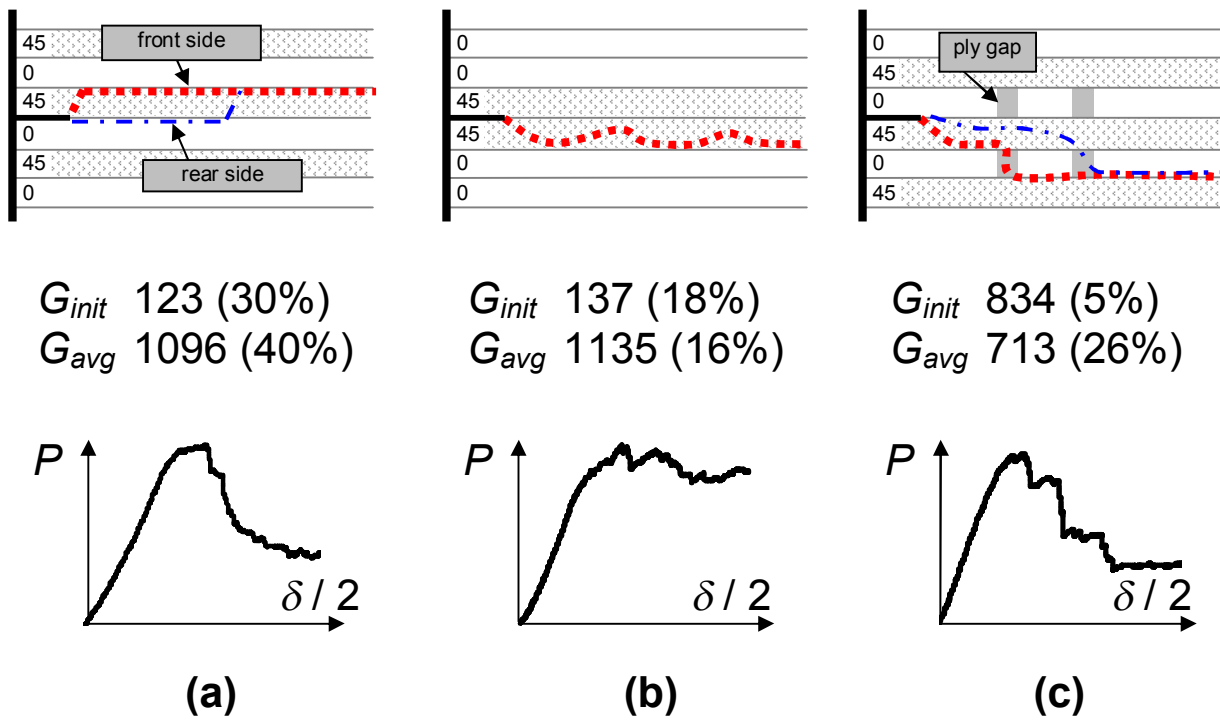 45
front side
0
45
0
45
rear side
0
0
0
45
0
45
0
0
0
ply gap
45
0
45
0
45
G_init 123 (30%)
G_avg 1096 (40%)
G_init 137 (18%)
G_avg 1135 (16%)
G_init 834 (5%)
G_avg 713 (26%)
P
δ / 2
P
δ / 2
P
δ / 2
(a)
(b)
(c)